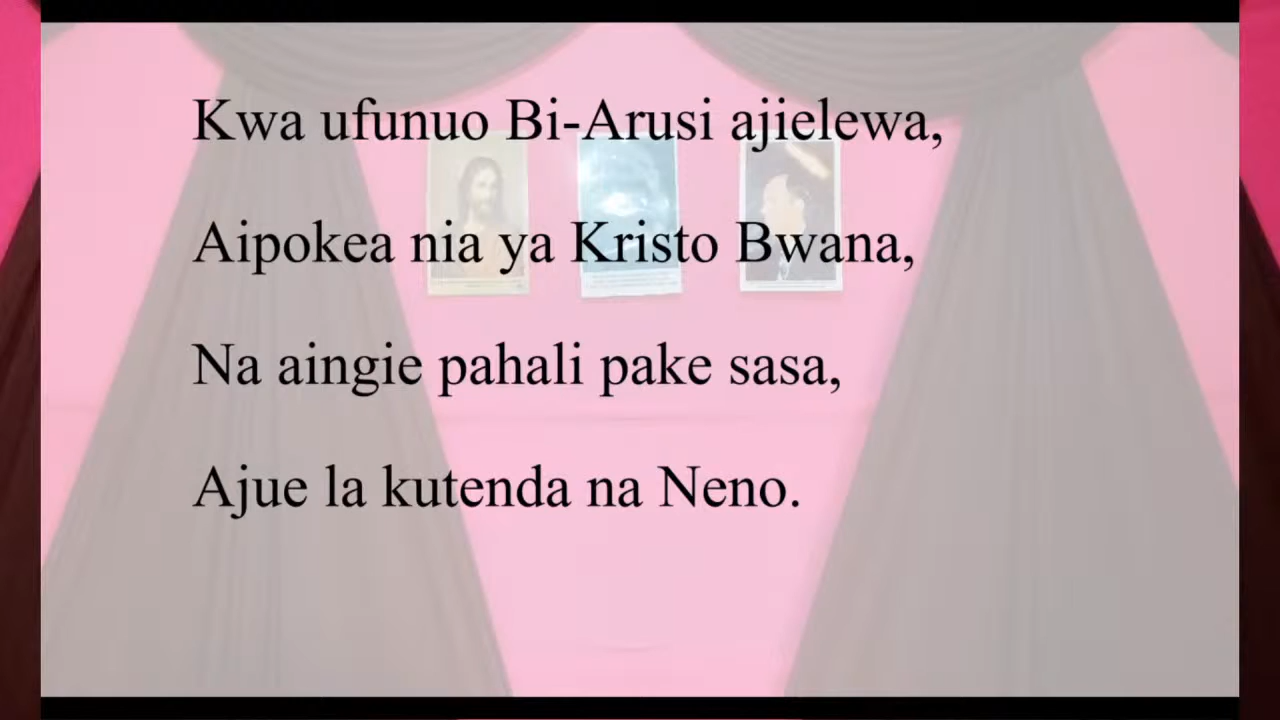 Kwa ufunuo Bi-Arusi ajielewa,
Aipokea nia ya Kristo Bwana,
Na aingie pahali pake sasa,
Ajue la kutenda na Neno.